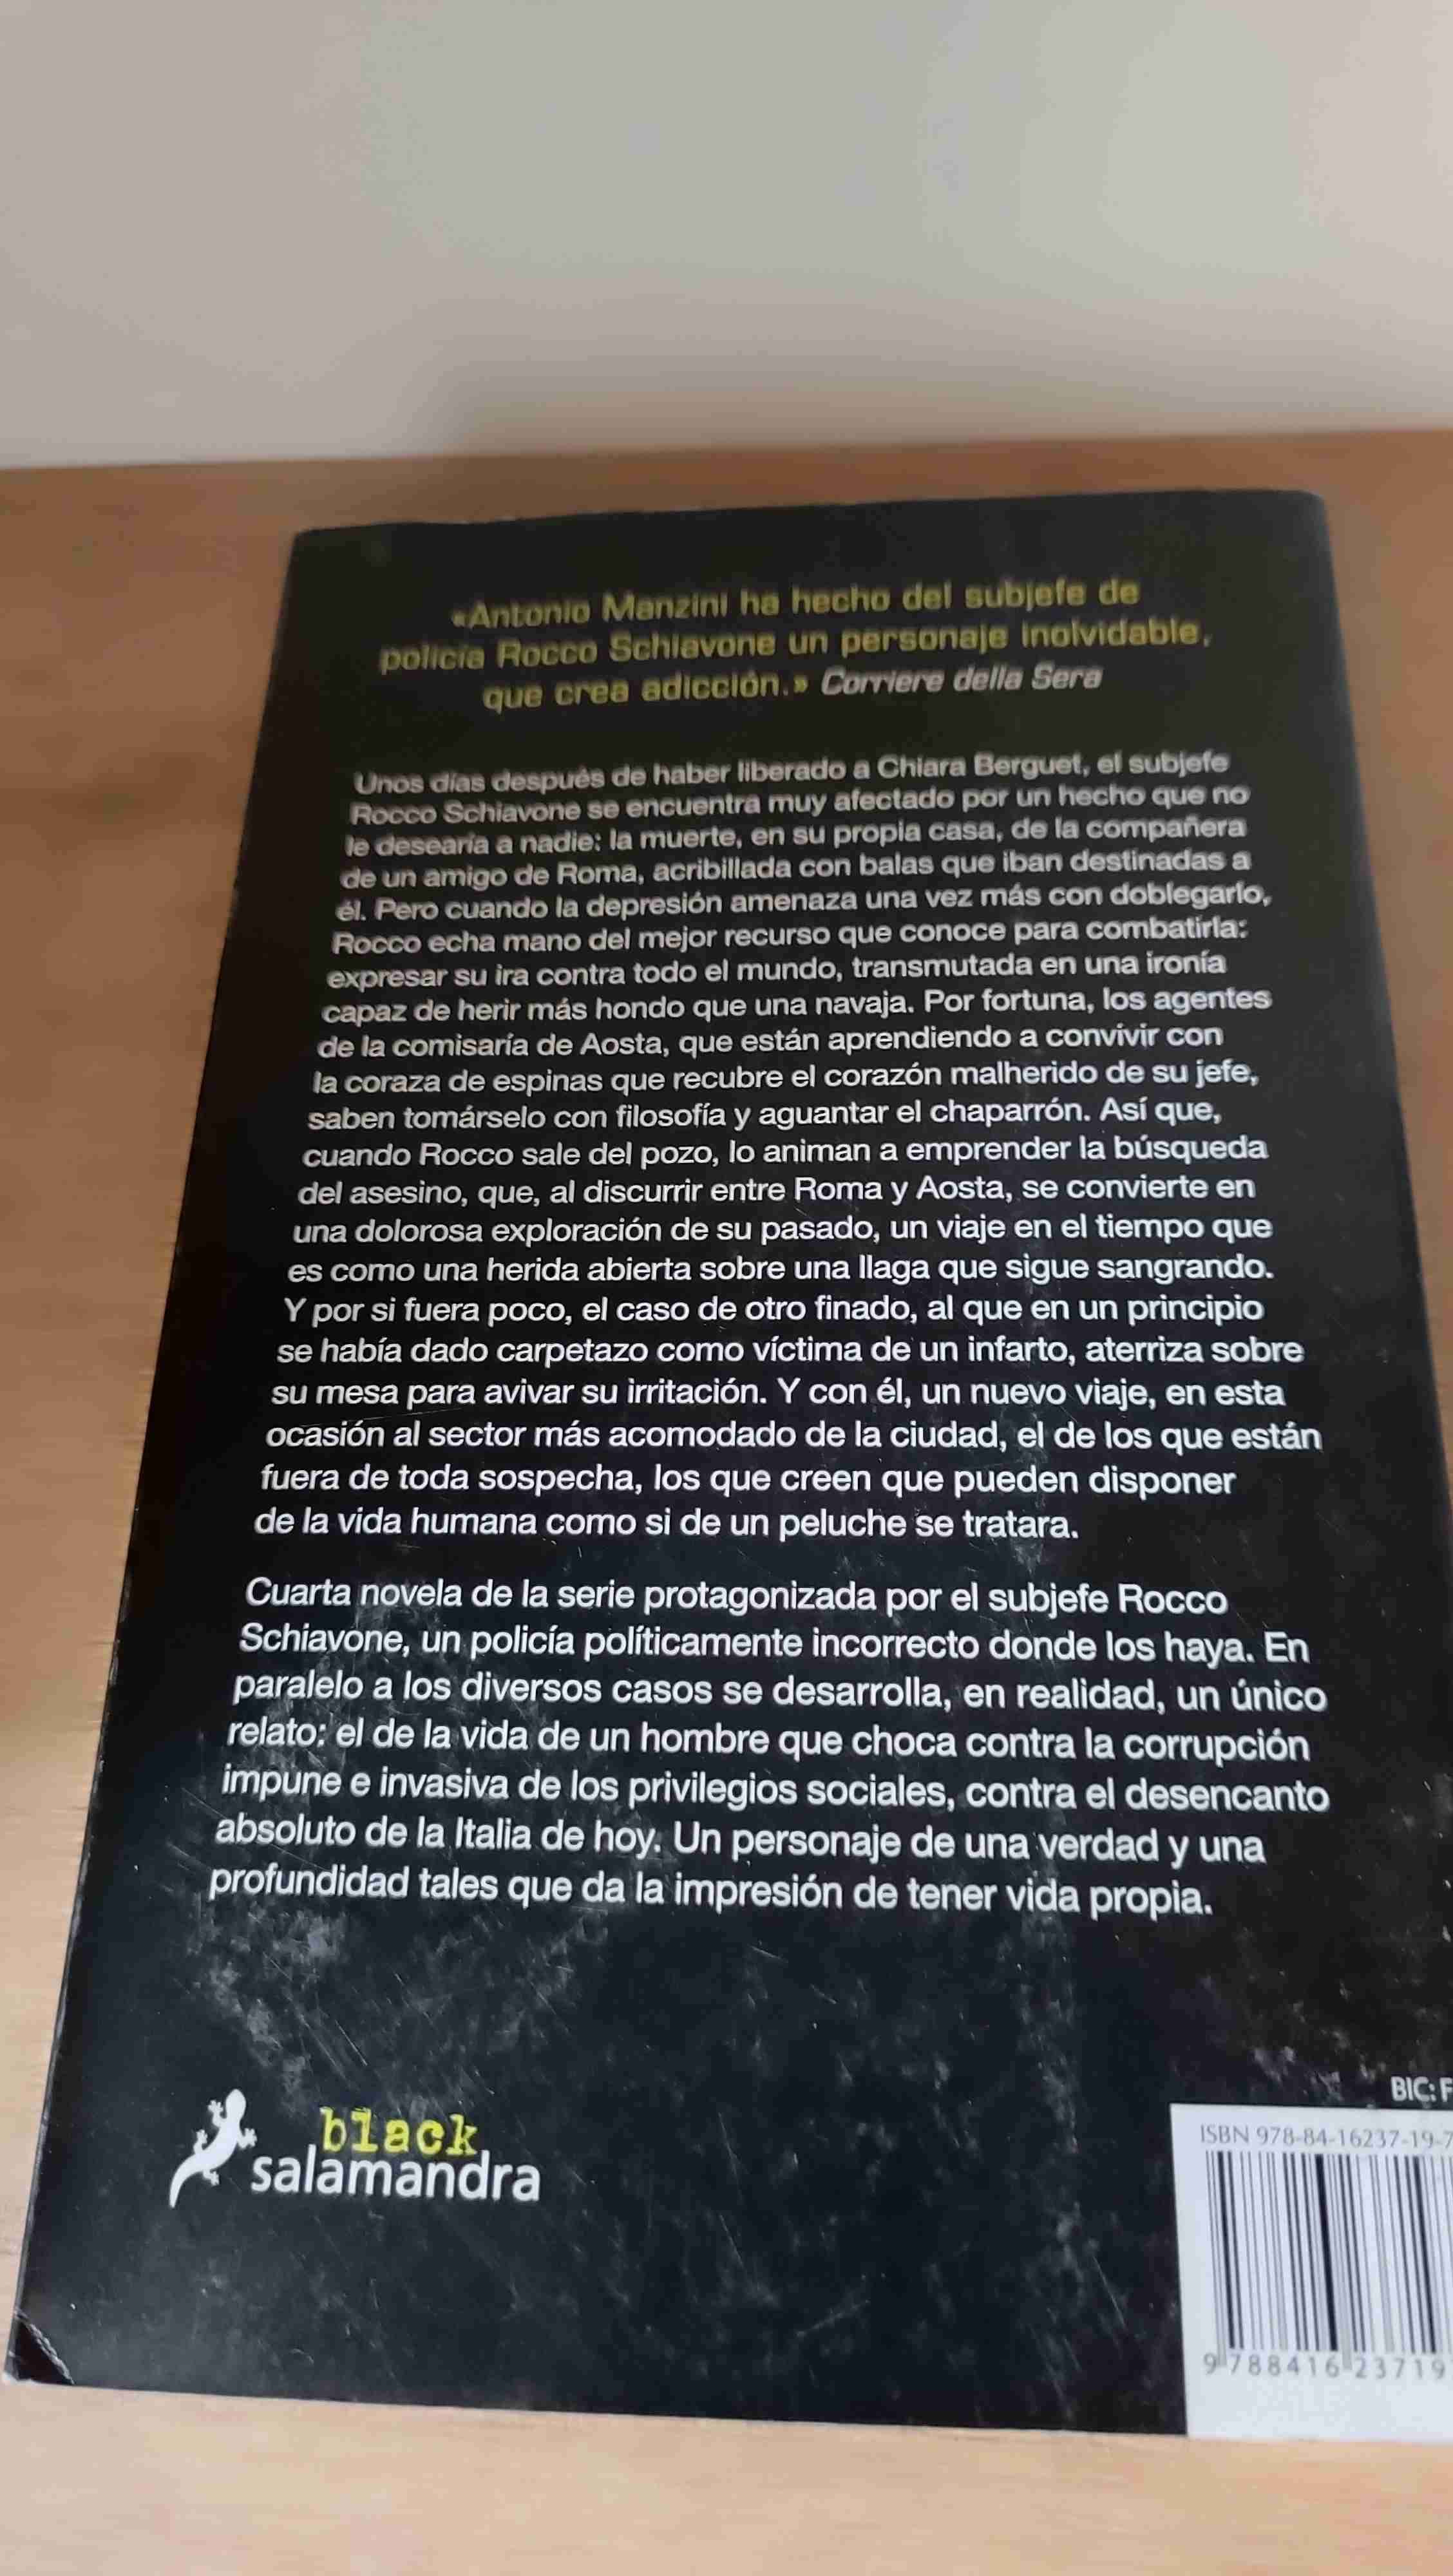 «Antonio Manzini ha hecho del subjefe de
policía Rocco Schiavone un personaje inolvidable,
que crea adicción.» Corriere della Sera
Unos días después de haber liberado a Chiara Berguet, el subjefe
Rocco Schiavone se encuentra muy afectado por un hecho que no
le desearía a nadie: la muerte, en su propia casa, de la compañera
de un amigo de Roma, acribillada con balas que iban destinadas a
él. Pero cuando la depresión amenaza una vez más con doblegarlo,
Rocco echa mano del mejor recurso que conoce para combatirla:
expresar su ira contra todo el mundo, transmutada en una ironía
capaz de herir más hondo que una navaja. Por fortuna, los agentes
de la comisaría de Aosta, que están aprendiendo a convivir con
la coraza de espinas que recubre el corazón malherido de su jefe,
saben tomárselo con filosofía y aguantar el chaparrón. Así que,
cuando Rocco sale del pozo, lo animan a emprender la búsqueda
del asesino, que, al discurrir entre Roma y Aosta, se convierte en
una dolorosa exploración de su pasado, un viaje en el tiempo que
es como una herida abierta sobre una llaga que sigue sangrando.
Y por si fuera poco, el caso de otro finado, al que en un principio
se había dado carpetazo como víctima de un infarto, aterriza sobre
su mesa para avivar su irritación. Y con él, un nuevo viaje, en esta
ocasión al sector más acomodado de la ciudad, el de los que están
fuera de toda sospecha, los que creen que pueden disponer
de la vida humana como si de un peluche se tratara.
Cuarta novela de la serie protagonizada por el subjefe Rocco
Schiavone, un policía políticamente incorrecto donde los haya. En
paralelo a los diversos casos se desarrolla, en realidad, un único
relato: el de la vida de un hombre que choca contra la corrupción
impune e invasiva de los privilegios sociales, contra el desencanto
absoluto de la Italia de hoy. Un personaje de una verdad y una
profundidad tales que da la impresión de tener vida propia.
BIC: F
ISBN 978-84-16237-19-7
black
salamandra
9 788416 23719